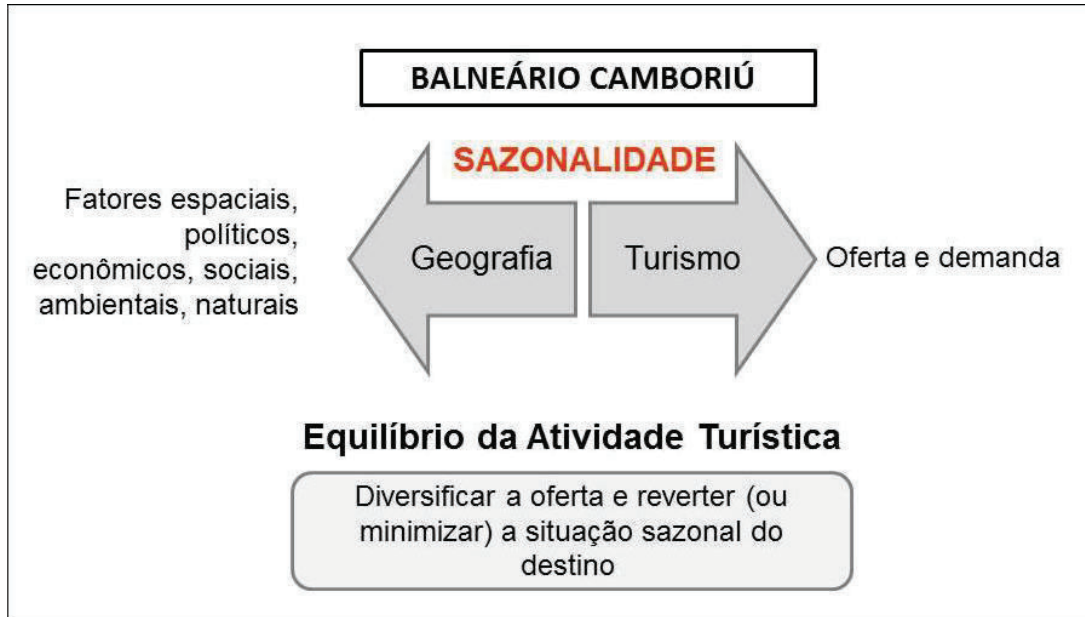 BALNEÁRIO CAMBORIÚ
SAZONALIDADE
Fatores espaciais,
políticos,
econômicos, sociais,
ambientais, naturais
Geografia
Turismo
Oferta e demanda
Equilíbrio da Atividade Turística
Diversificar a oferta e reverter (ou
minimizar) a situação sazonal do
destino